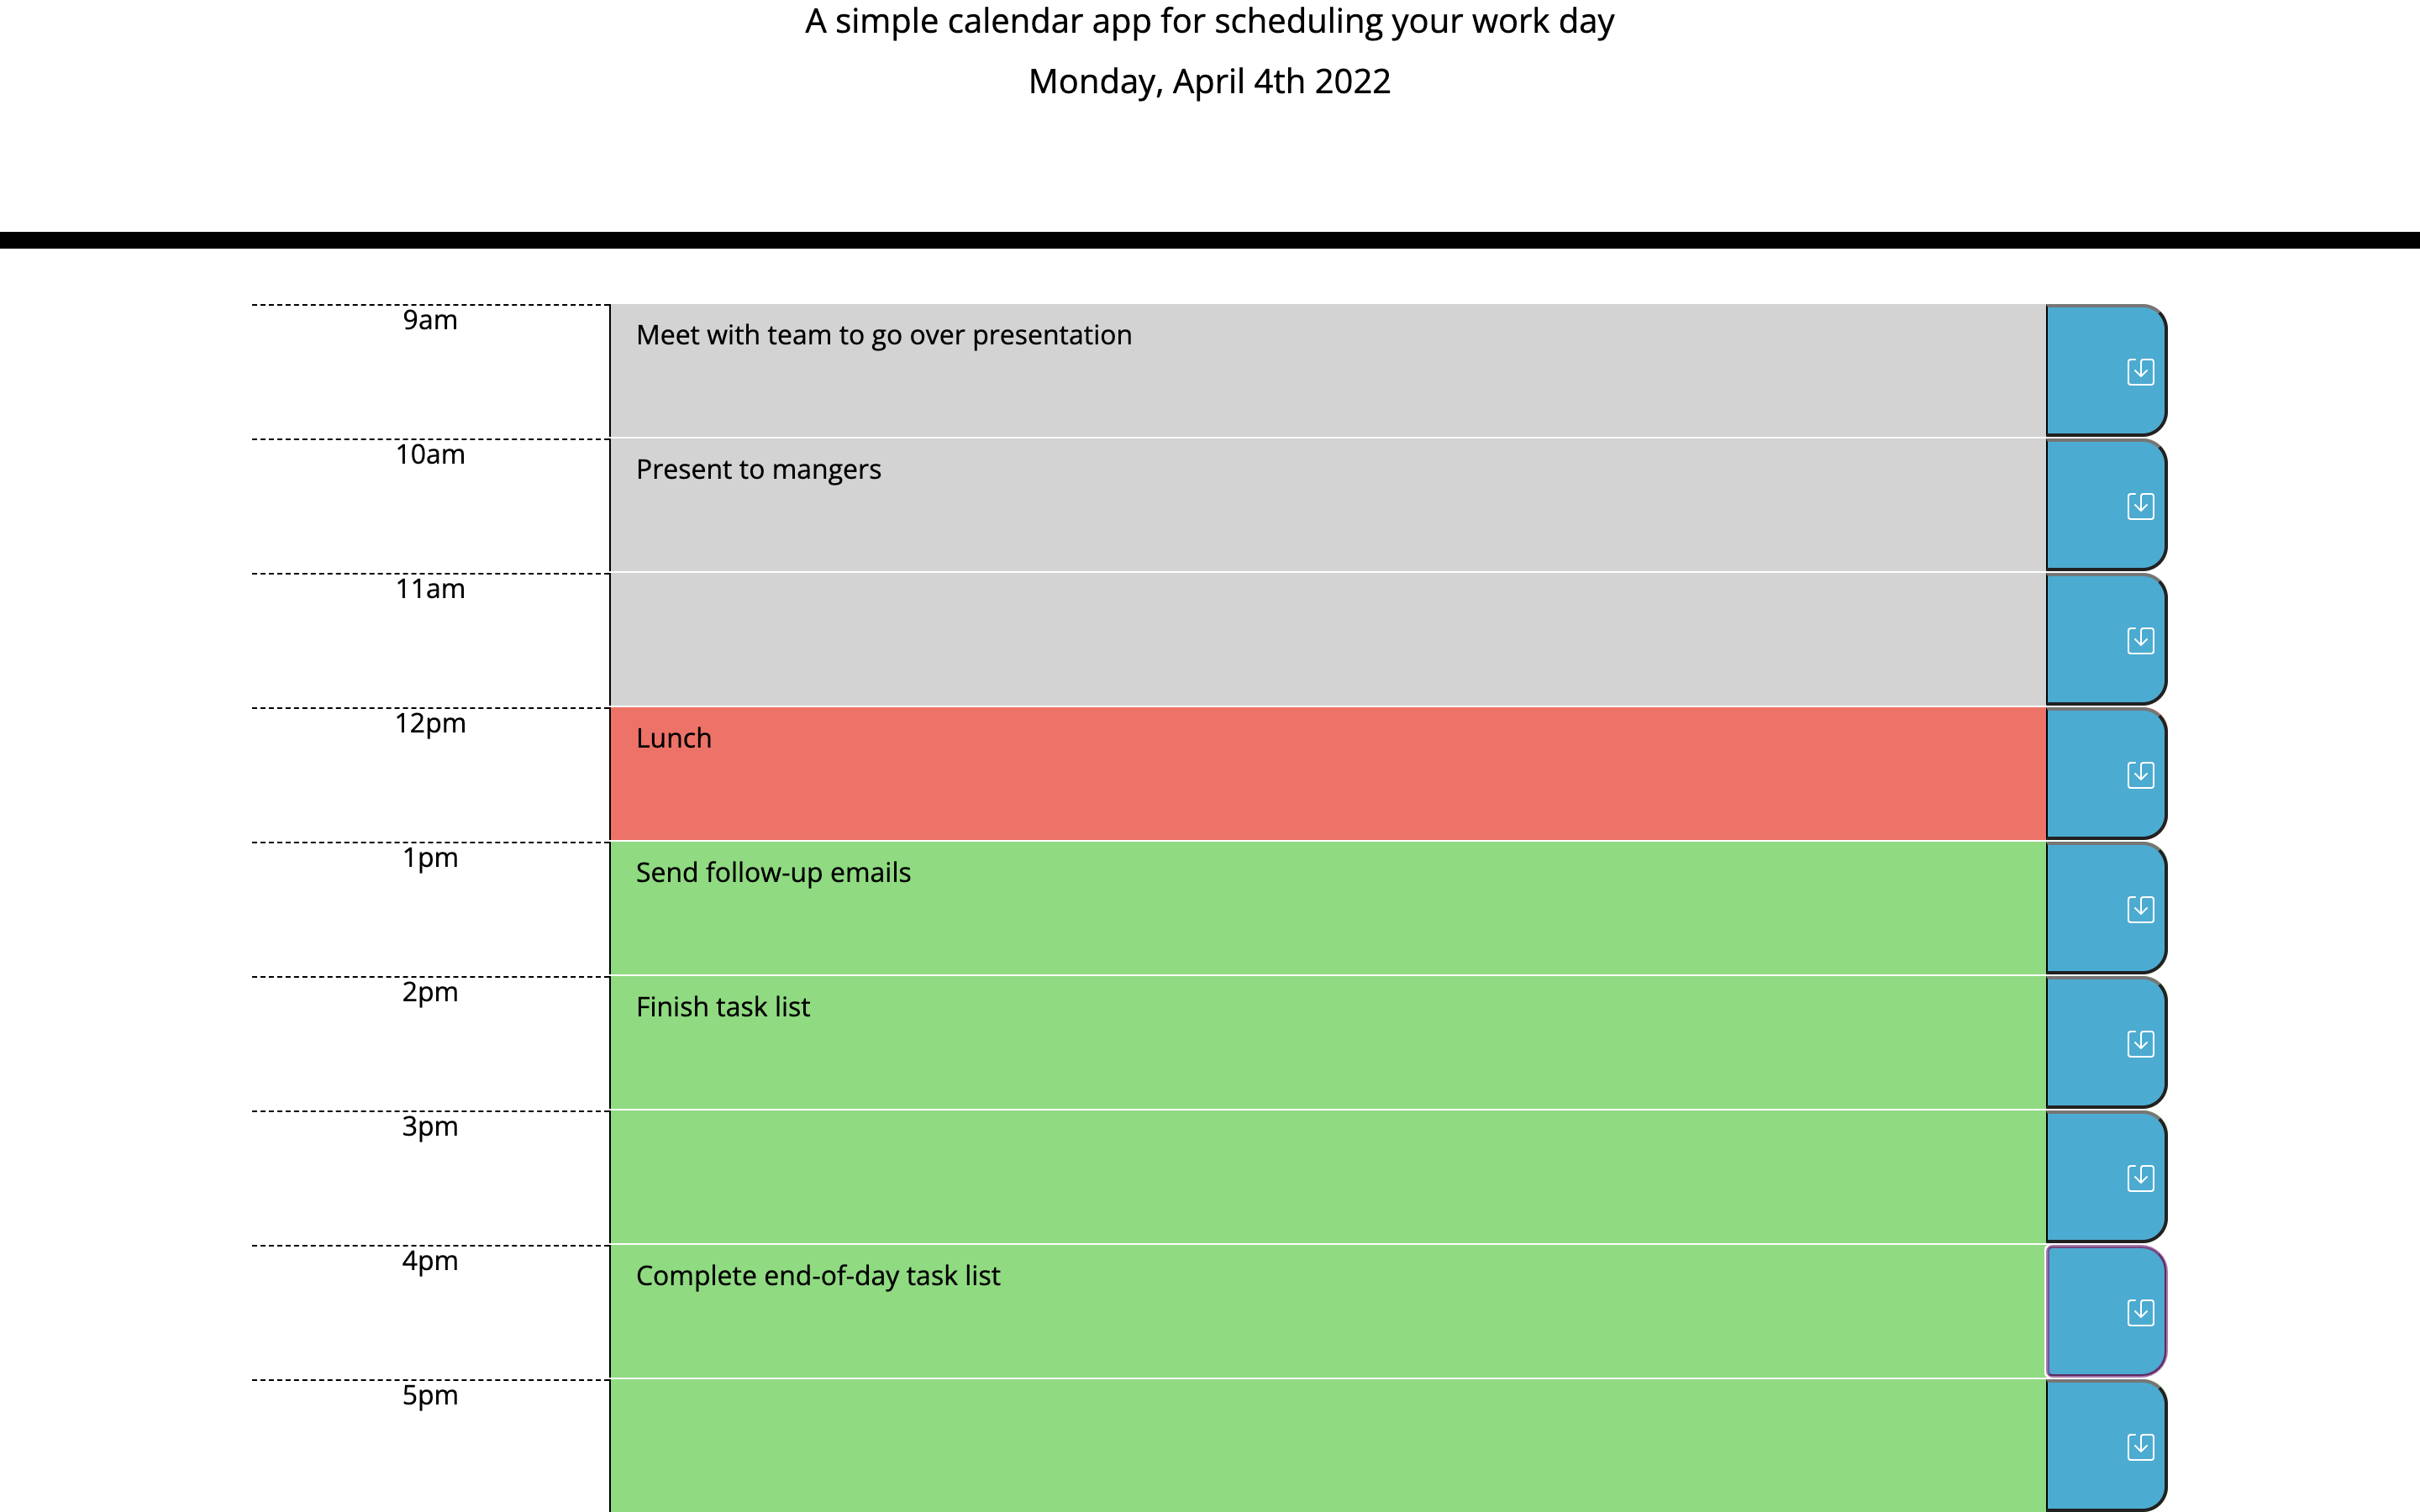 A simple calendar app for scheduling your work day
Monday, April 4th 2022
9am
Meet with team to go over presentation
10am
Present to mangers
11am
12pm
Lunch
1pm
Send follow-up emails
2pm
Finish task list
3pm
4pm
Complete end-of-day task list
5pm